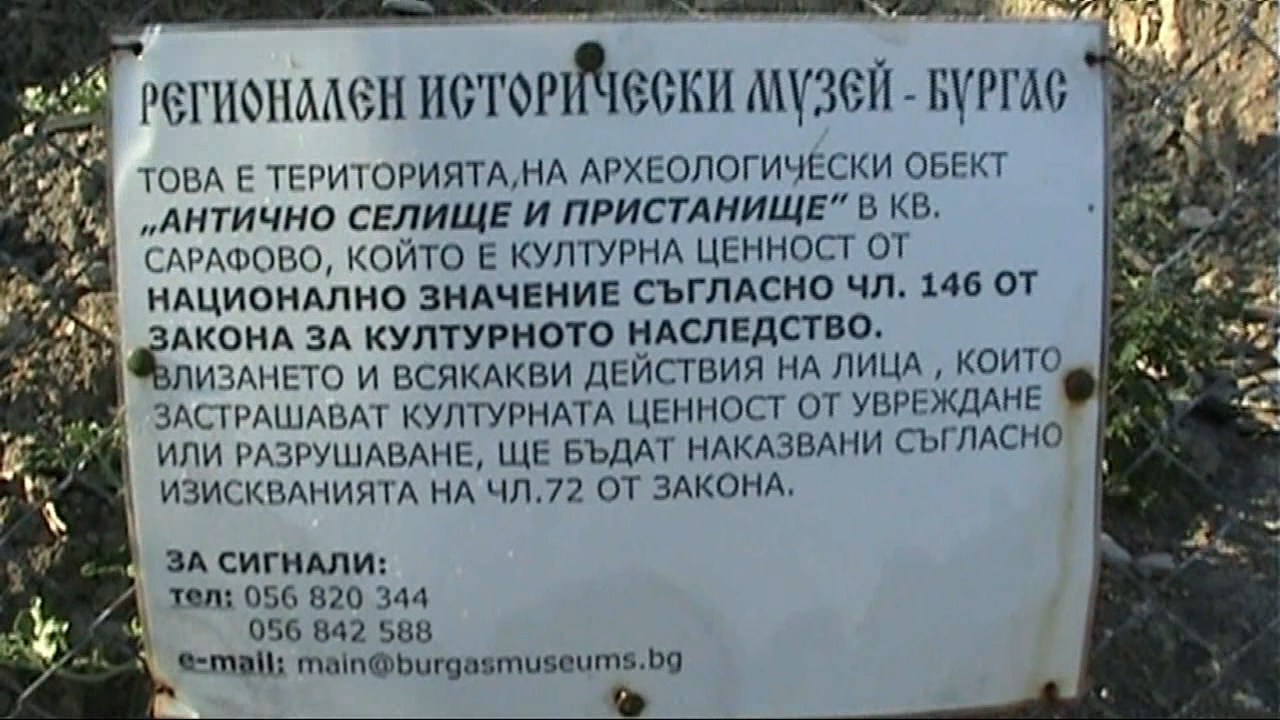 РЕГИОНАЛЕН ИСТОРИЧЕСКИ МУЗЕЙ - БУРГАС
ТОВА Е ТЕРИТОРИЯТА,НА АРХЕОЛОГИЧЕСКИ ОБЕКТ
„АНТИЧНО СЕЛИЩЕ И ПРИСТАНИЩЕ” В КВ.
САРАФОВО, КОЙТО Е КУЛТУРНА ЦЕННОСТ ОТ
НАЦИОНАЛНО ЗНАЧЕНИЕ СЪГЛАСНО ЧЛ. 146 ОТ
ЗАКОНА ЗА КУЛТУРНОТО НАСЛЕДСТВО.
ВЛИЗАНЕТО И ВСЯКАКВИ ДЕЙСТВИЯ НА ЛИЦА , КОИТО
ЗАСТРАШАВАТ КУЛТУРНАТА ЦЕННОСТ ОТ УВРЕЖДАНЕ
ИЛИ РАЗРУШАВАНЕ, ЩЕ БЪДАТ НАКАЗВАНИ СЪГЛАСНО
ИЗИСКВАНИЯТА НА ЧЛ.72 ОТ ЗАКОНА.
ЗА СИГНАЛИ:
тел: 056 820 344
056 842 588
e-mail: main@burgasmuseums.bg